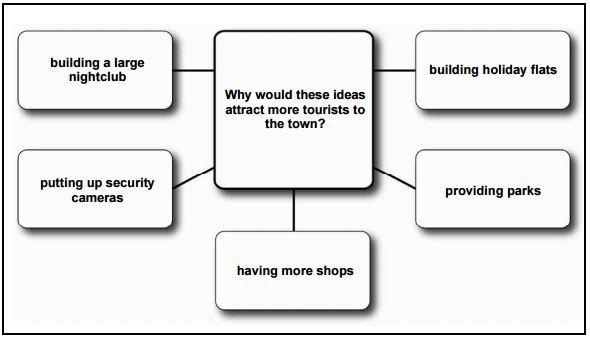 building a large
nightclub
Why would these ideas
attract more tourists to
the town?
building holiday flats
putting up security
cameras
providing parks
having more shops